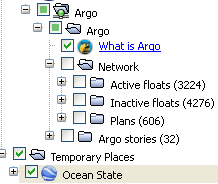 Argo
Argo
What is Argo
Network
Active floats (3224)
Inactive floats (4276)
Plans (606)
Argo stories (32)
Temporary Places
Ocean State